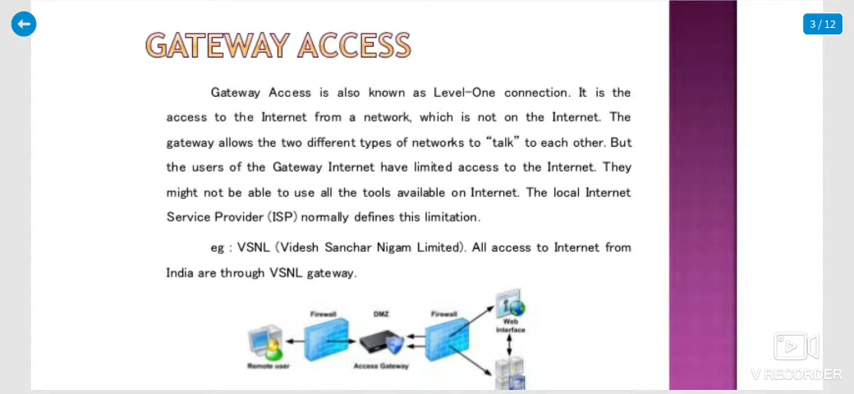 3 / 12
GATEWAY ACCESS
Gateway Access is also known as Level-One connection. It is the
access to the Internet from a network, which is not on the Internet. The
gateway allows the two different types of networks to “talk” to each other. But
the users of the Gateway Internet have limited access to the Internet. They
might not be able to use all the tools available on Internet. The local Internet
Service Provider (ISP) normally defines this limitation.
eg : VSNL (Videsh Sanchar Nigam Limited). All access to Internet from
India are through VSNL gateway.
Firewall DMZ Firewall
Web
Interface
Remote user Access Gateway
V RECORDER